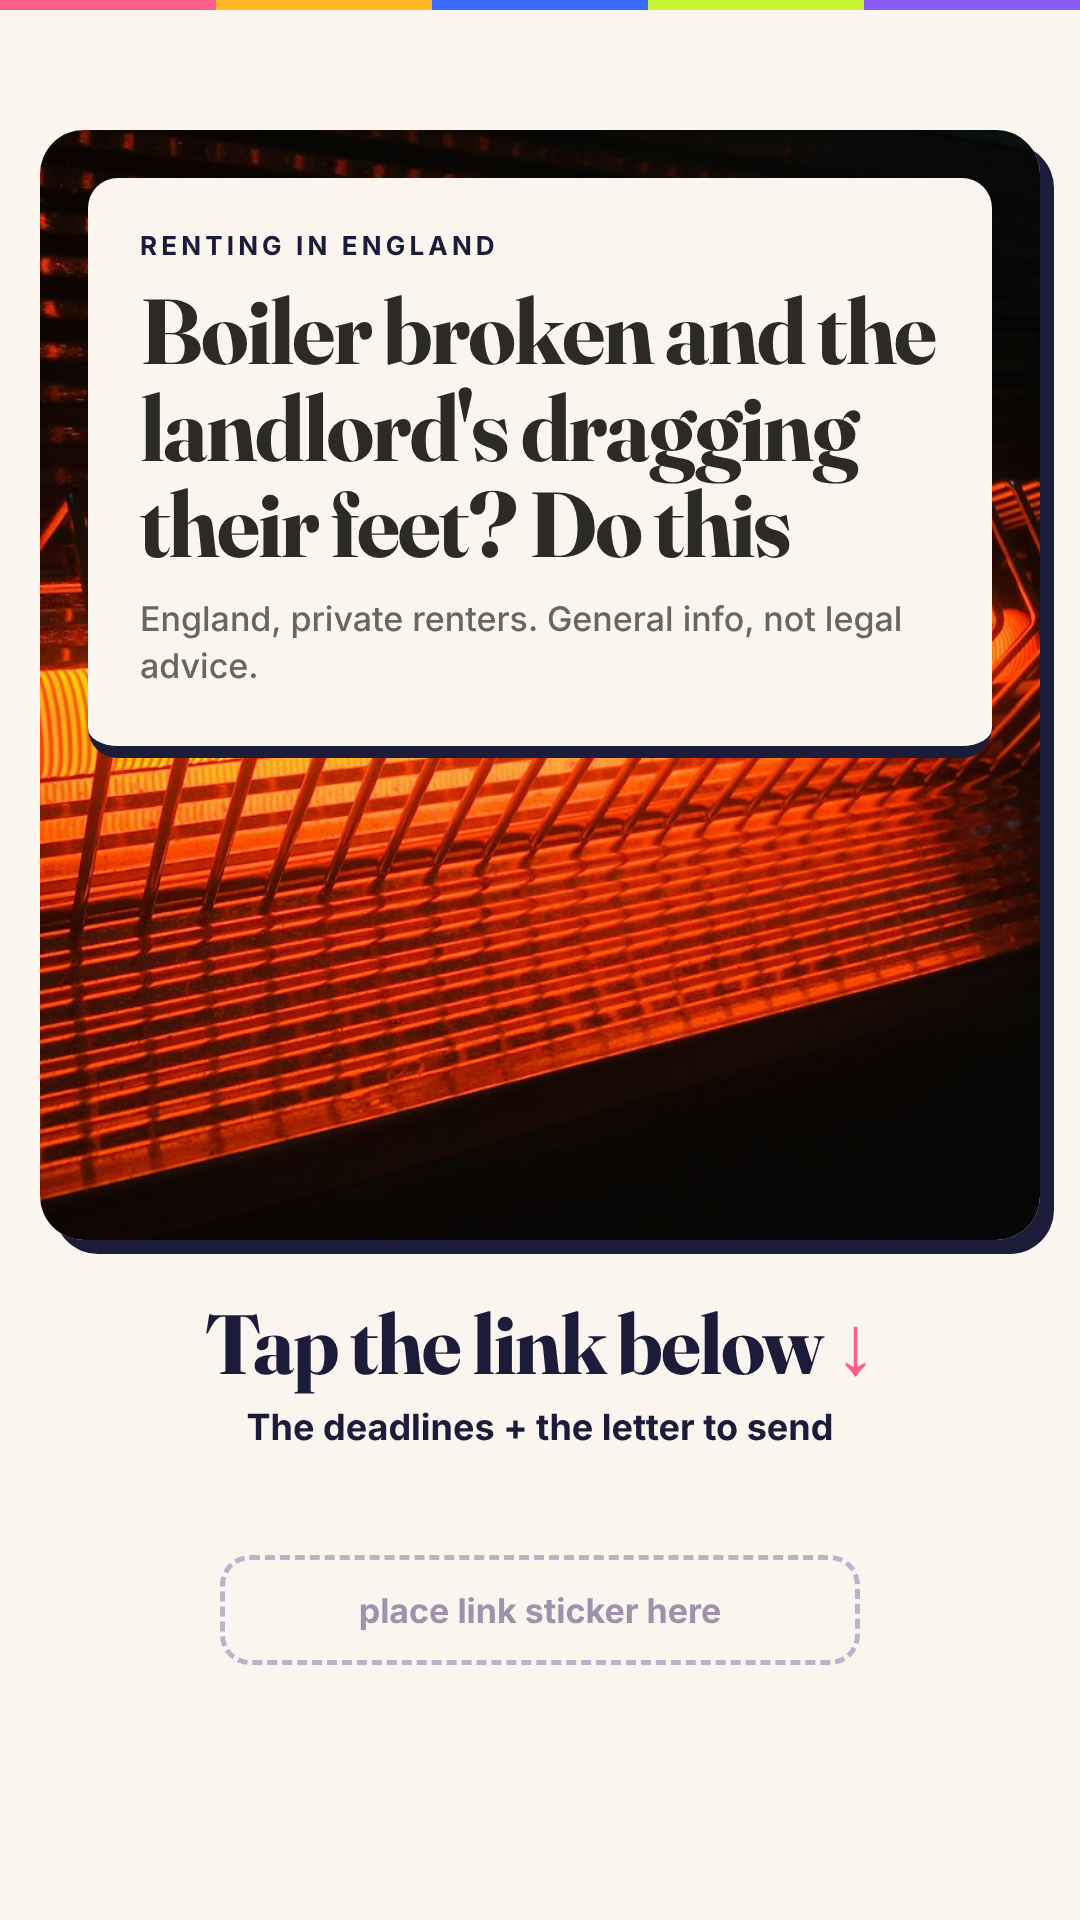 RENTING IN ENGLAND
Boiler broken and the
landlord's dragging
their feet? Do this
England, private renters. General info, not legal
advice.
Tap the link below ↓
The deadlines + the letter to send
place link sticker here